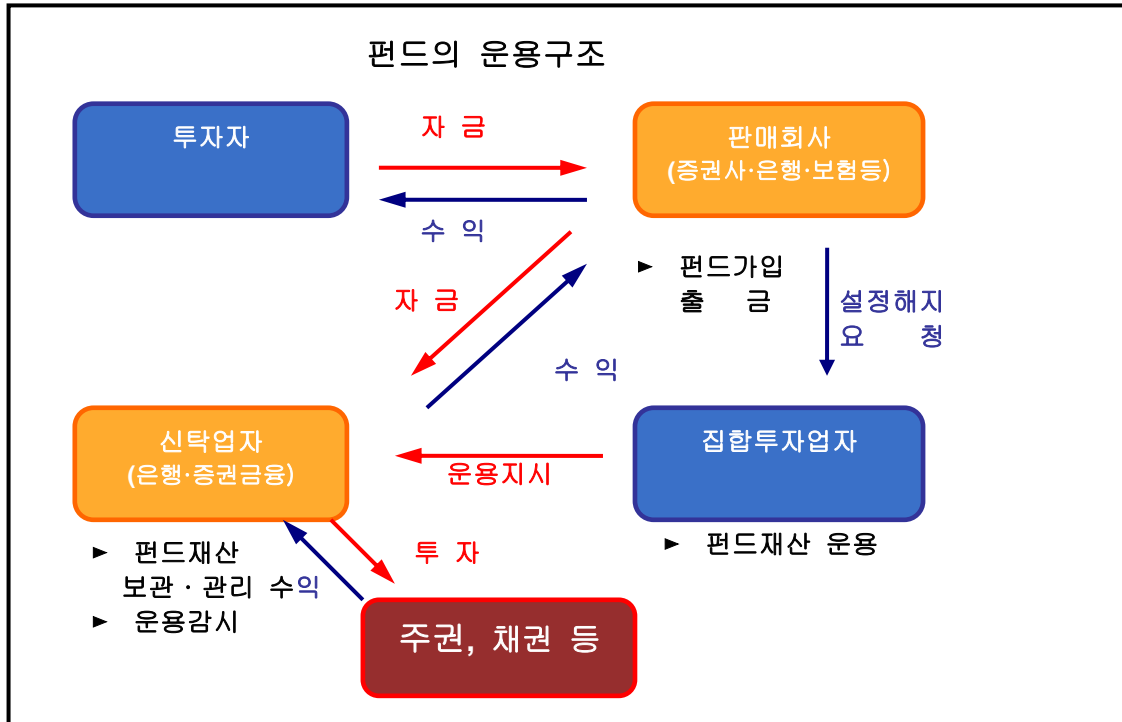 펀드의 운용구조
투자자
자 금
판매회사
(증권사·은행·보험등)
수 익
► 펀드가입
출 금
자 금
설정해지
요 청
수 익
신탁업자
(은행·증권금융)
집합투자업자
운용지시
► 펀드재산 운용
► 펀드재산
보관 · 관리 수익
► 운용감시
투 자
주권, 채권 등